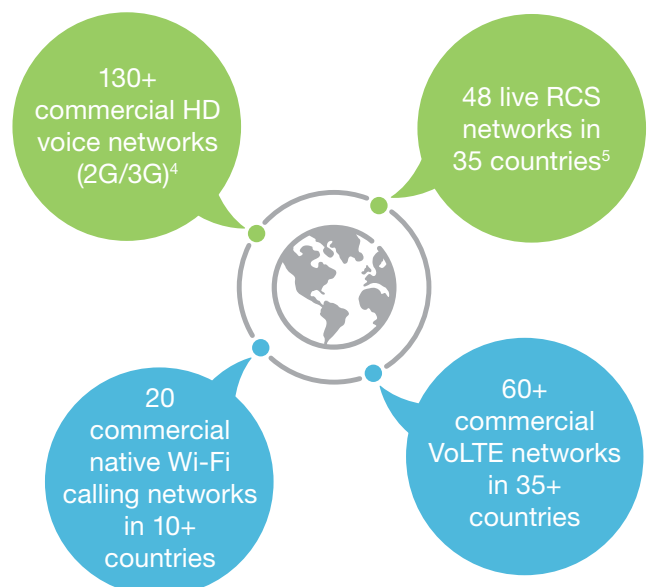 130+
commercial HD
voice networks
(2G/3G)4
48 live RCS
networks in
35 countries5
20
commercial
native Wi-Fi
calling networks
in 10+
countries
60+
commercial
VoLTE networks
in 35+
countries